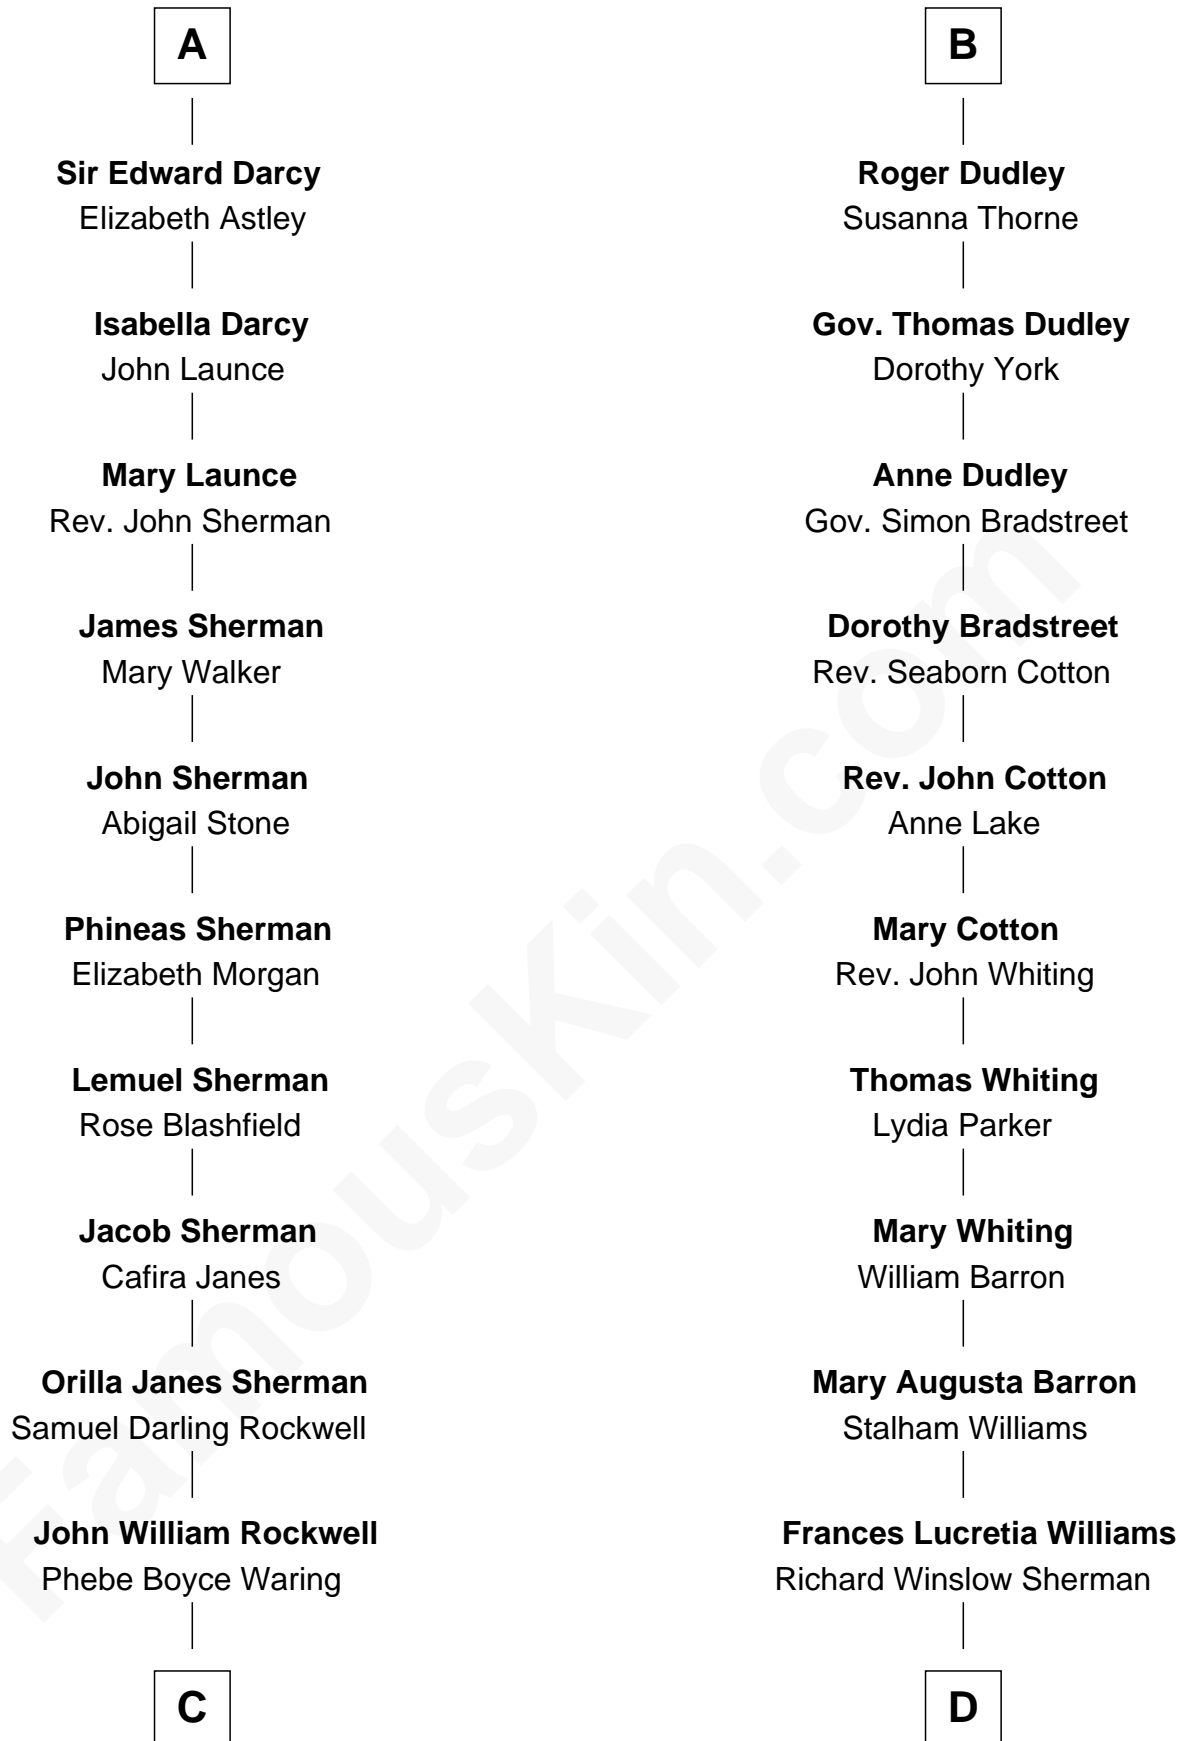 A
Sir Edward Darcy
Elizabeth Astley
Isabella Darcy
John Launce
Mary Launce
Rev. John Sherman
James Sherman
Mary Walker
John Sherman
Abigail Stone
Phineas Sherman
Elizabeth Morgan
Lemuel Sherman
Rose Blashfield
Jacob Sherman
Cafira Janes
Orilla Janes Sherman
Samuel Darling Rockwell
John William Rockwell
Phebe Boyce Waring
C
B
Roger Dudley
Susanna Thorne
Gov. Thomas Dudley
Dorothy York
Anne Dudley
Gov. Simon Bradstreet
Dorothy Bradstreet
Rev. Seaborn Cotton
Rev. John Cotton
Anne Lake
Mary Cotton
Rev. John Whiting
Thomas Whiting
Lydia Parker
Mary Whiting
William Barron
Mary Augusta Barron
Stalham Williams
Frances Lucretia Williams
Richard Winslow Sherman
D
FamousKin.com